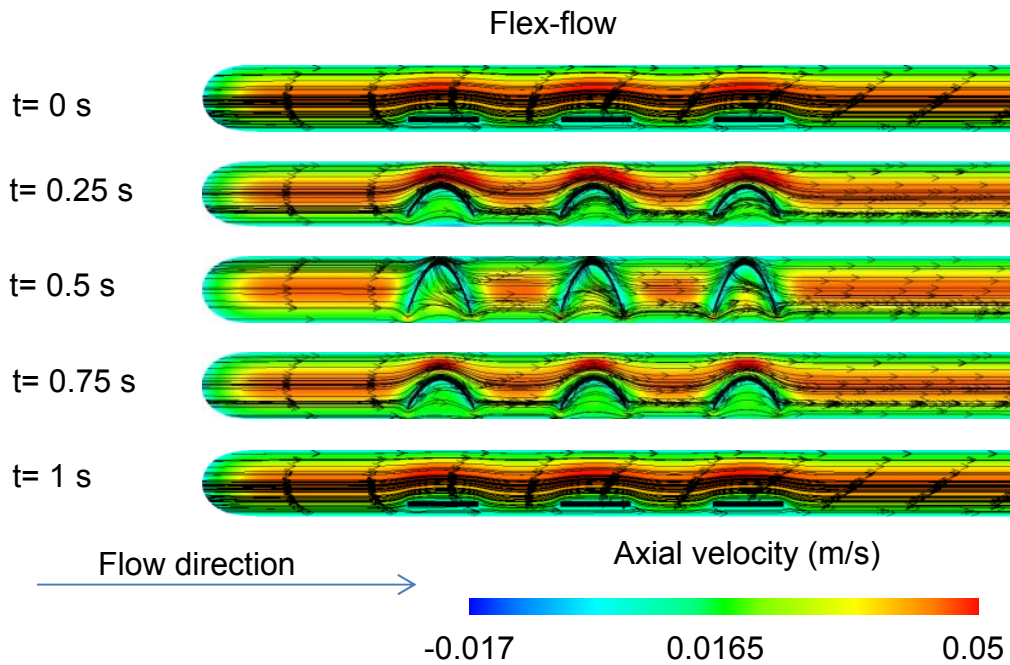 Flex-flow
t= 0 s
t= 0.25 s
t= 0.5 s
t= 0.75 s
t= 1 s
Flow direction
Axial velocity (m/s)
-0.017 0.0165 0.05